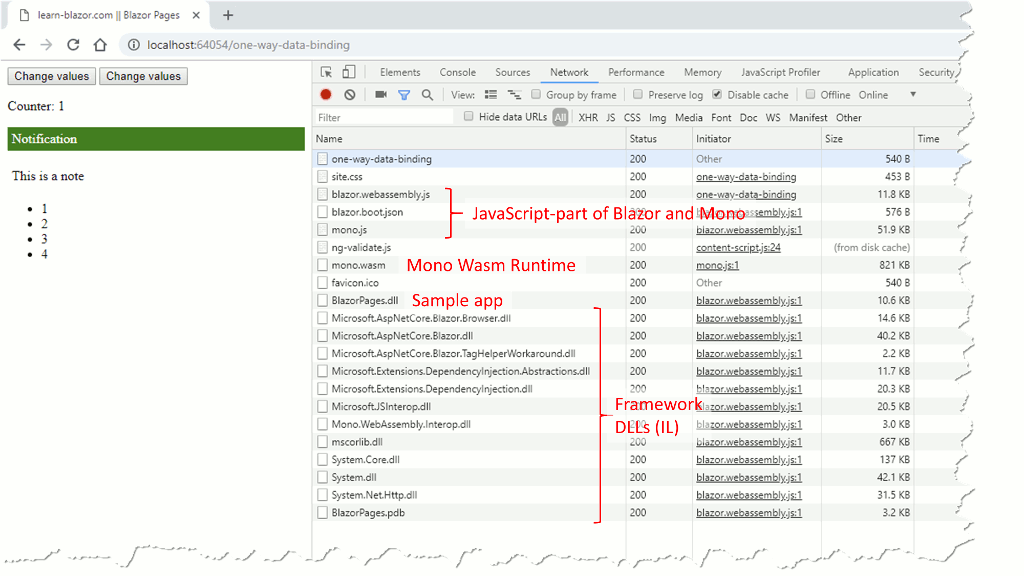 learn-blazor.com || Blazor Pages
localhost:64054/one-way-data-binding
Change values Change values
Counter: 1
Notification
This is a note
1
2
3
4
Elements Console Sources Network Performance Memory JavaScript Profiler Application Security
View: Group by frame Preserve log Disable cache Offline Online
Filter Hide data URLs All XHR JS CSS Img Media Font Doc WS Manifest Other
Name Status Initiator Size Time
one-way-data-binding 200 Other 540 B
site.css 200 one-way-data-binding 453 B
blazor.webassembly.js 200 one-way-data-binding 11.8 KB
blazor.boot.json blazor.webassembly.js:1 576 B
JavaScript-part of Blazor and Mono
mono.js 200 blazor.webassembly.js:1 51.9 KB
ng-validate.js 200 content-script.js:24 (from disk cache)
mono.wasm Mono Wasm Runtime 200 mono.js:1 821 KB
favicon.ico 200 Other 540 B
BlazorPages.dll Sample app 200 blazor.webassembly.js:1 10.6 KB
Microsoft.AspNetCore.Blazor.Browser.dll 200 blazor.webassembly.js:1 14.6 KB
Microsoft.AspNetCore.Blazor.dll 200 blazor.webassembly.js:1 40.2 KB
Microsoft.AspNetCore.Blazor.TagHelperWorkaround.dll 200 blazor.webassembly.js:1 2.2 KB
Microsoft.Extensions.DependencyInjection.Abstractions.dll 200 blazor.webassembly.js:1 11.7 KB
Microsoft.Extensions.DependencyInjection.dll 200 blazor.webassembly.js:1 20.3 KB
Microsoft.JSInterop.dll 200 blazor.webassembly.js:1 20.5 KB
Framework
DLLs (IL)
Mono.WebAssembly.Interop.dll 200 blazor.webassembly.js:1 3.0 KB
mscorlib.dll 200 blazor.webassembly.js:1 667 KB
System.Core.dll 200 blazor.webassembly.js:1 137 KB
System.dll 200 blazor.webassembly.js:1 42.1 KB
System.Net.Http.dll 200 blazor.webassembly.js:1 31.5 KB
BlazorPages.pdb 200 blazor.webassembly.js:1 3.2 KB